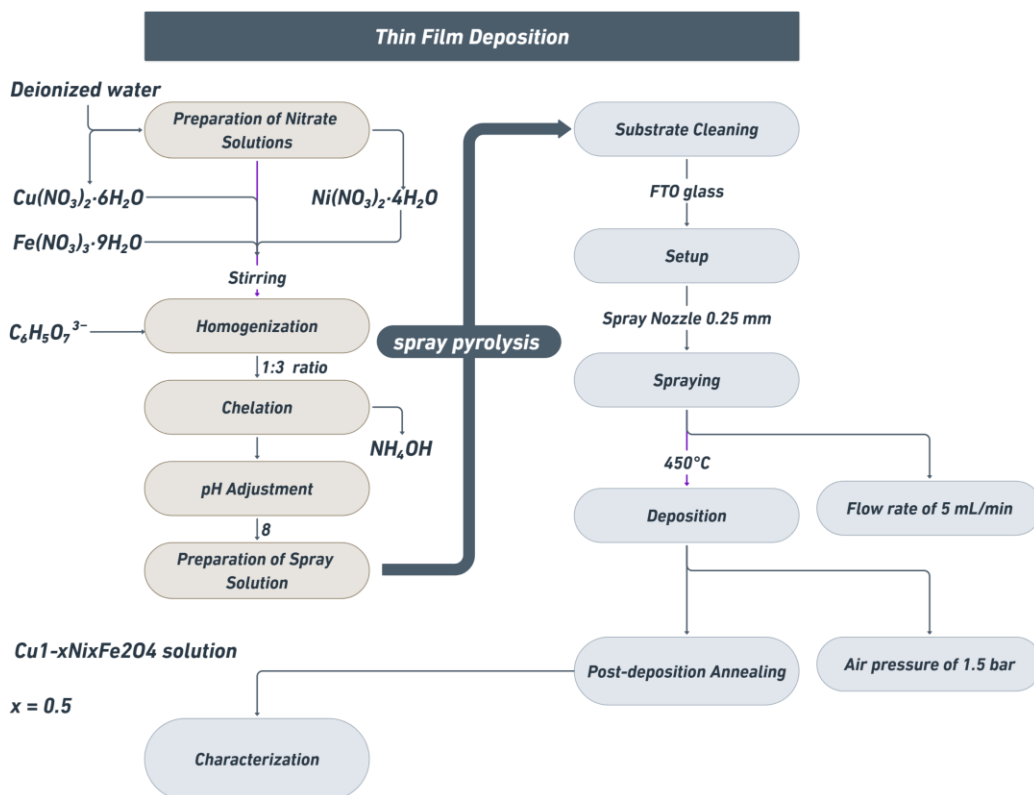 Thin Film Deposition
Deionized water
Preparation of Nitrate
Solutions
Cu(NO₃)₂·6H₂O
Ni(NO₃)₂·4H₂O
Fe(NO₃)₃·9H₂O
Stirring
C₆H₅O₇³⁻
Homogenization
1:3 ratio
Chelation
NH₄OH
pH Adjustment
8
Preparation of Spray
Solution
spray pyrolysis
Substrate Cleaning
FTO glass
Setup
Spray Nozzle 0.25 mm
Spraying
450°C
Flow rate of 5 mL/min
Deposition
Post-deposition Annealing
Air pressure of 1.5 bar
Cu1-xNixFe2O4 solution
x = 0.5
Characterization